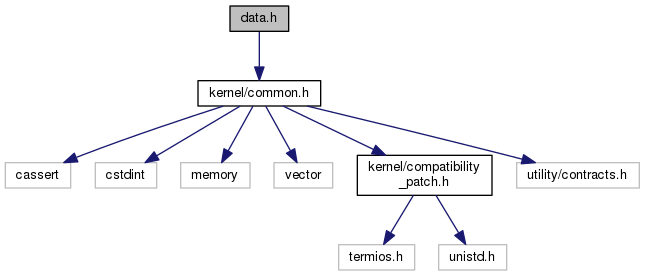 data.h
kernel/common.h
cassert
cstdint
memory
vector
kernel/compatibility
_patch.h
utility/contracts.h
termios.h
unistd.h